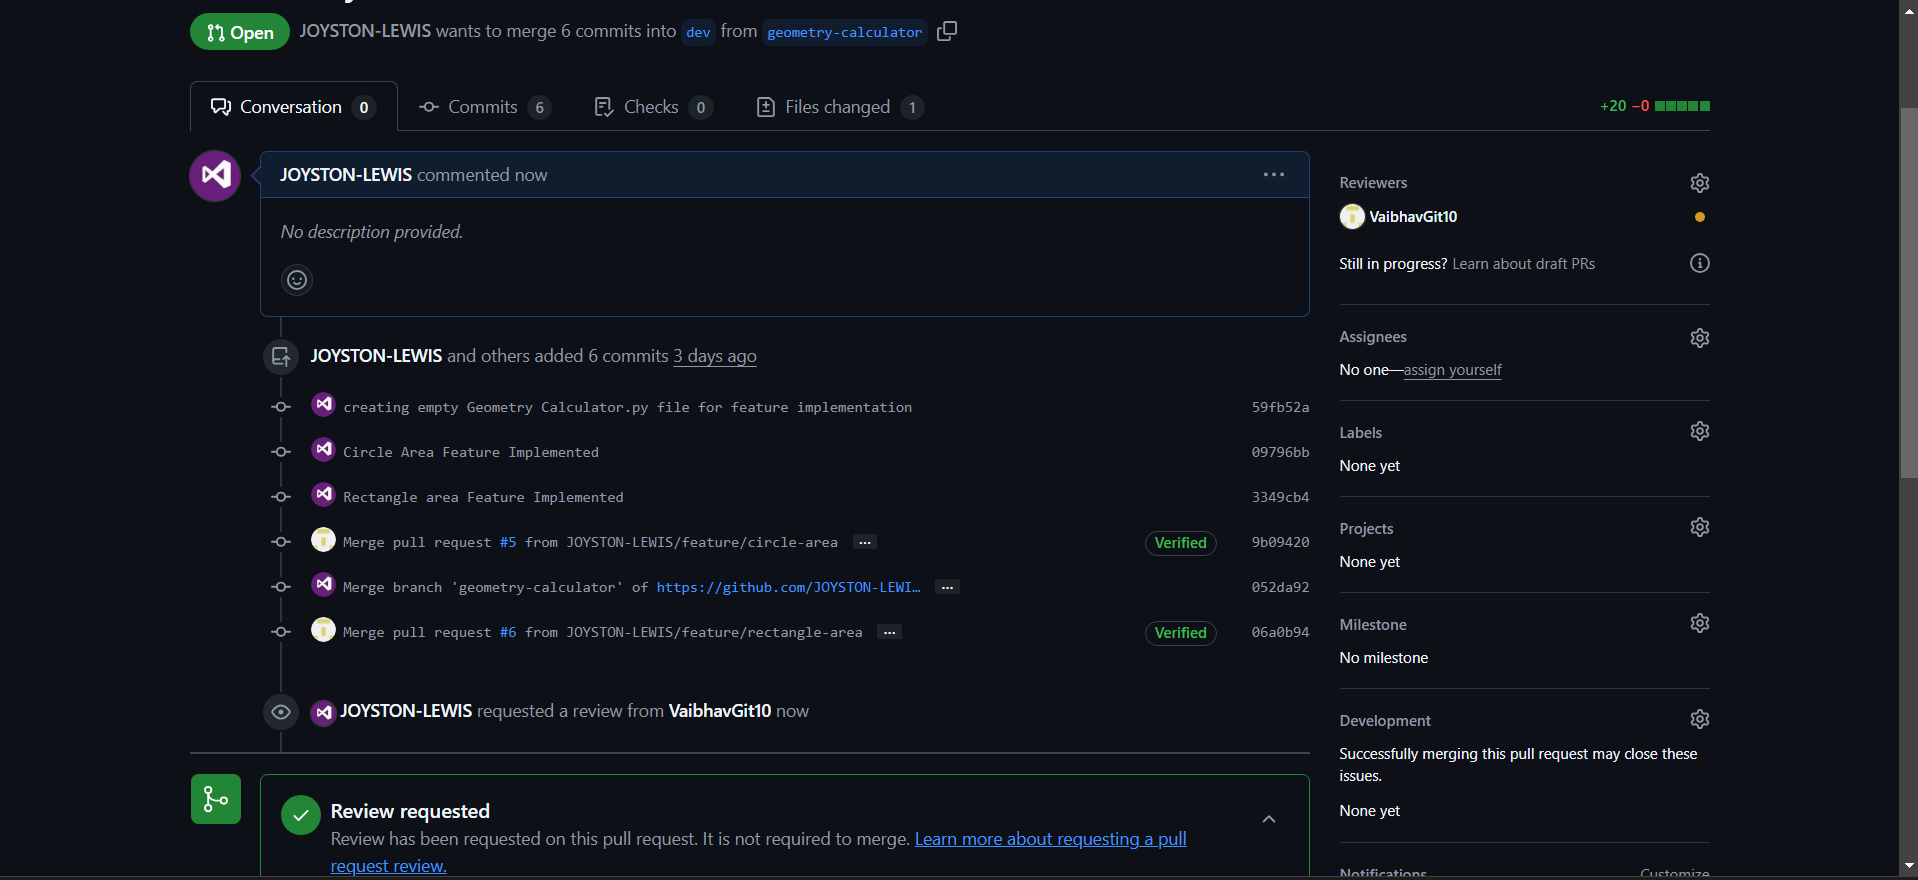 Open JOYSTON-LEWIS wants to merge 6 commits into dev from geometry-calculator
Conversation 0 Commits 6 Checks 0 Files changed 1 +20 −0
JOYSTON-LEWIS commented now
No description provided.
JOYSTON-LEWIS and others added 6 commits 3 days ago
creating empty Geometry Calculator.py file for feature implementation 59fb52a
Circle Area Feature Implemented 09796bb
Rectangle area Feature Implemented 3349cb4
Merge pull request #5 from JOYSTON-LEWIS/feature/circle-area ... Verified 9b09420
Merge branch 'geometry-calculator' of https://github.com/JOYSTON-LEWI… ... 052da92
Merge pull request #6 from JOYSTON-LEWIS/feature/rectangle-area ... Verified 06a0b94
JOYSTON-LEWIS requested a review from VaibhavGit10 now
Review requested
Review has been requested on this pull request. It is not required to merge. Learn more about requesting a pull
request review.
Reviewers
VaibhavGit10
Still in progress? Learn about draft PRs
Assignees
No one—assign yourself
Labels
None yet
Projects
None yet
Milestone
No milestone
Development
Successfully merging this pull request may close these
issues.
None yet
Notifications Customize